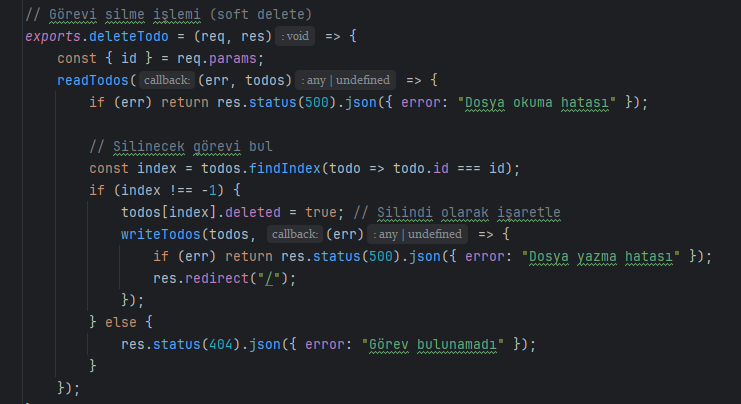 // Görevi silme işlemi (soft delete)
exports.deleteTodo = (req, res) : void => {
    const { id } = req.params;
    readTodos( callback: (err, todos) : any | undefined => {
        if (err) return res.status(500).json({ error: "Dosya okuma hatası" });

        // Silinecek görevi bul
        const index = todos.findIndex(todo => todo.id === id);
        if (index !== -1) {
            todos[index].deleted = true; // Silindi olarak işaretle
            writeTodos(todos, callback: (err) : any | undefined => {
                if (err) return res.status(500).json({ error: "Dosya yazma hatası" });
                res.redirect("/");
            });
        } else {
            res.status(404).json({ error: "Görev bulunamadı" });
        }
    });